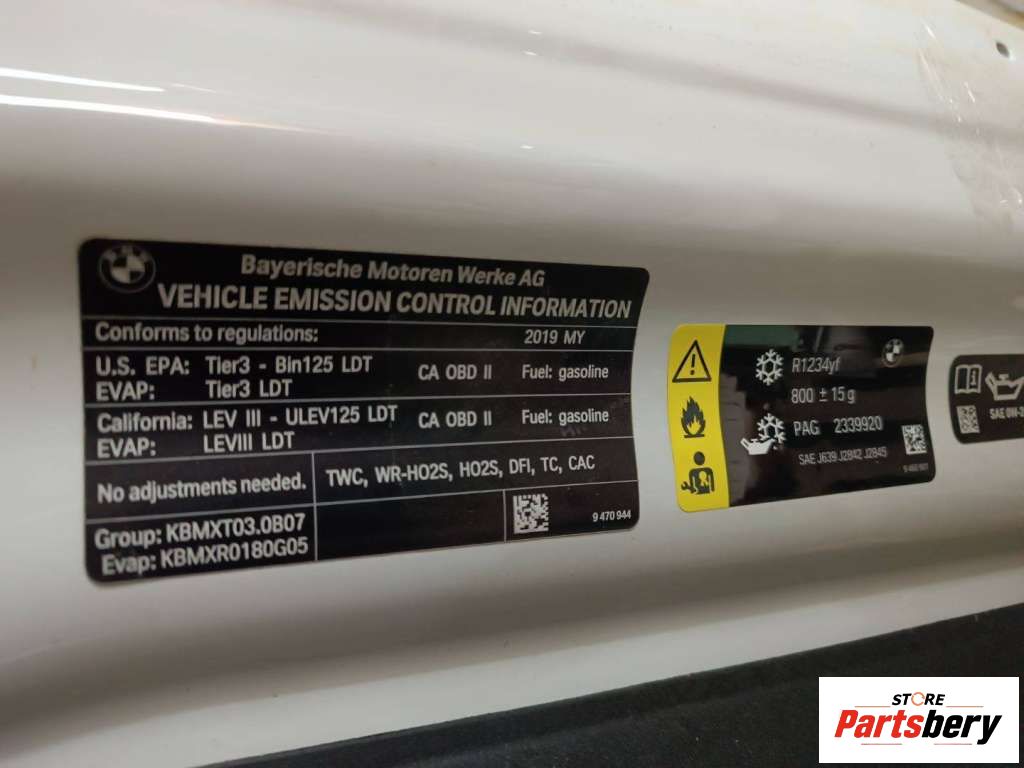 Bayerische Motoren Werke AG
VEHICLE EMISSION CONTROL INFORMATION
Conforms to regulations: 2019 MY
U.S. EPA: Tier3 - Bin125 LDT CA OBD II Fuel: gasoline
EVAP: Tier3 LDT
California: LEV III - ULEV125 LDT CA OBD II Fuel: gasoline
EVAP: LEVIII LDT
No adjustments needed. TWC, WR-HO2S, HO2S, DFI, TC, CAC
Group: KBMXT03.0B07
Evap: KBMXR0180G05
9 470 944
R1234yf
800 ± 15 g
PAG 2339920
SAE J639 J2842 J2845
SAE 0W-2
STORE
Partsbery